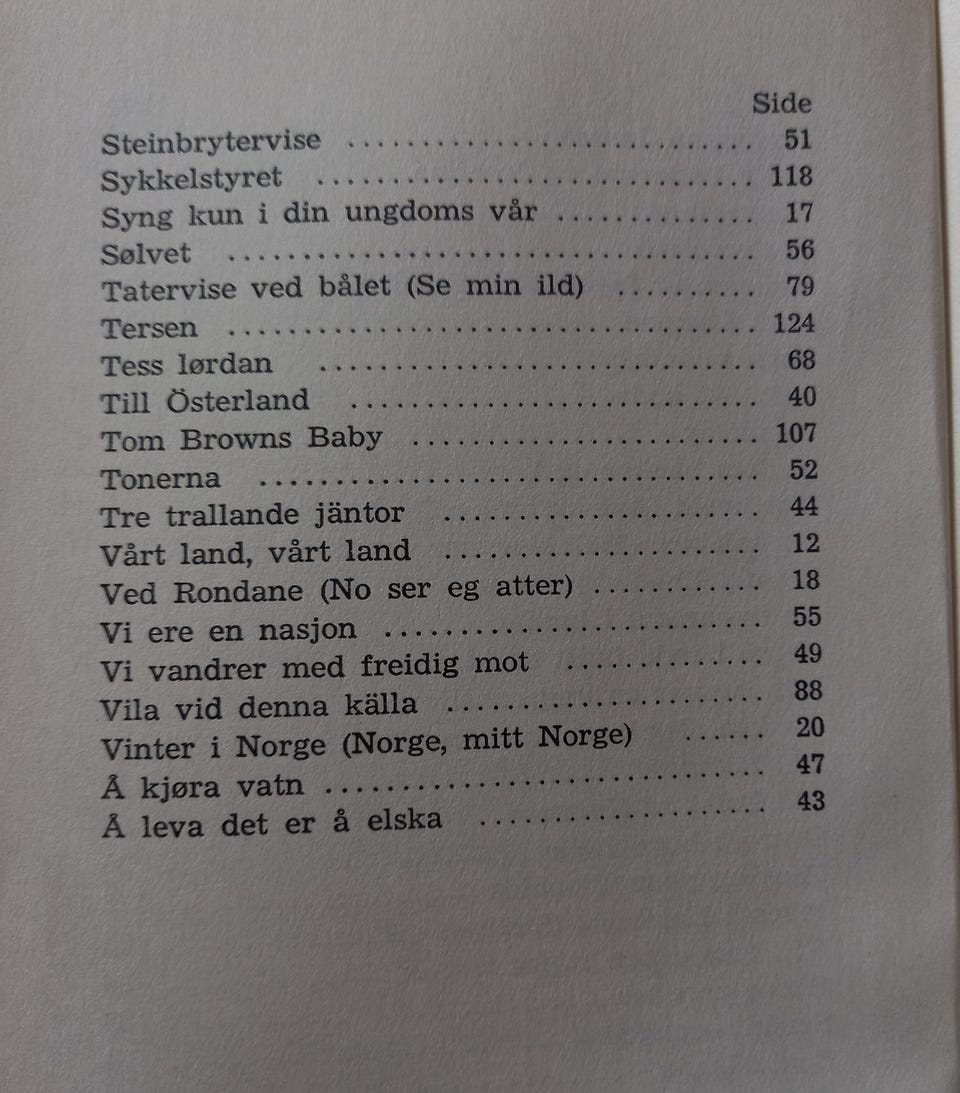 Side
Steinbrytervise ........................... 51
Sykkelstyret ............................. 118
Syng kun i din ungdoms vår ............. 17
Sølvet ................................... 56
Tatervise ved bålet (Se min ild) .......... 79
Tersen ................................... 124
Tess lørdan ............................. 68
Till Österland ........................... 40
Tom Browns Baby ....................... 107
Tonerna ................................. 52
Tre trallande jäntor ..................... 44
Vårt land, vårt land ..................... 12
Ved Rondane (No ser eg atter) ........... 18
Vi ere en nasjon ......................... 55
Vi vandrer med freidig mot ............. 49
Vila vid denna källa ..................... 88
Vinter i Norge (Norge, mitt Norge) ...... 20
Å kjøra vatn ............................. 47
Å leva det er å elska ................... 43